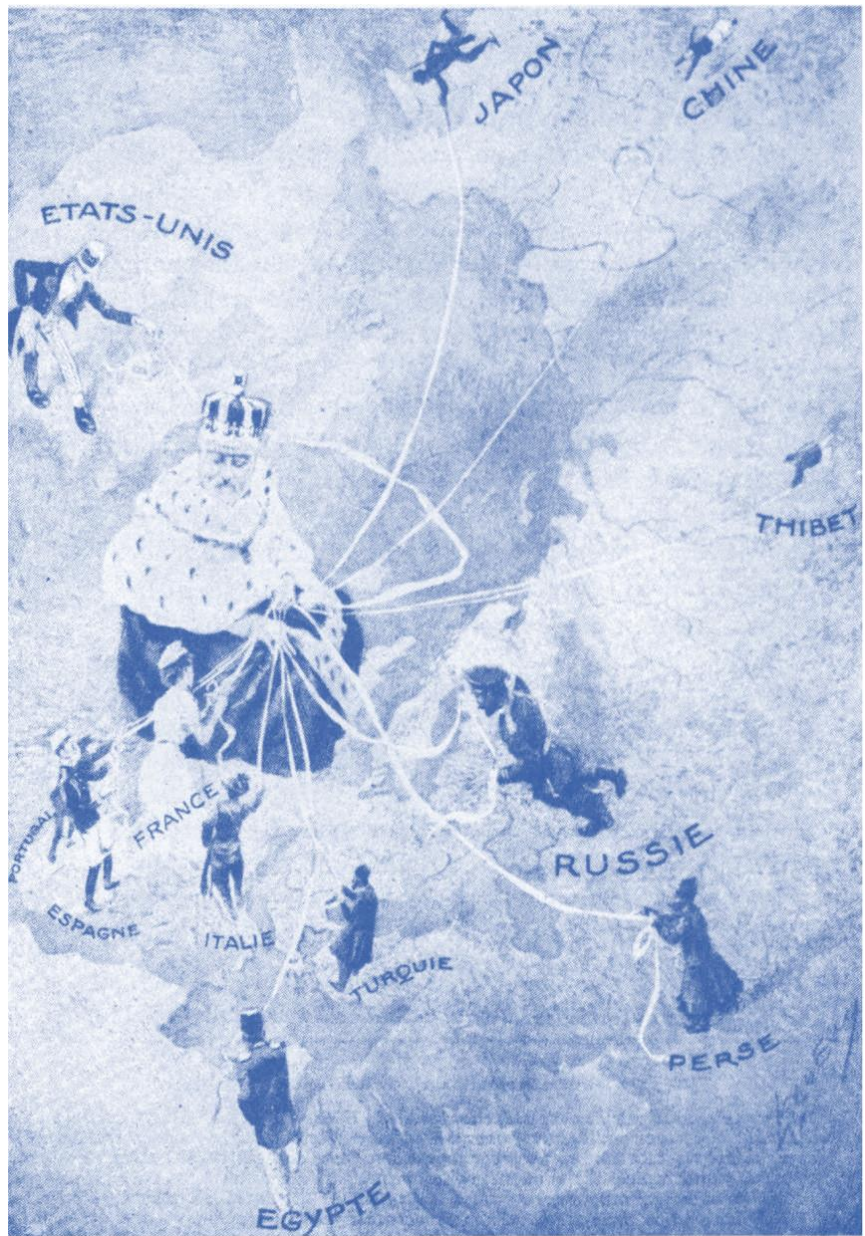 JAPON
CHINE
ETATS-UNIS
THIBET
PORTUGAL
FRANCE
RUSSIE
ESPAGNE
ITALIE
TURQUIE
PERSE
EGYPTE